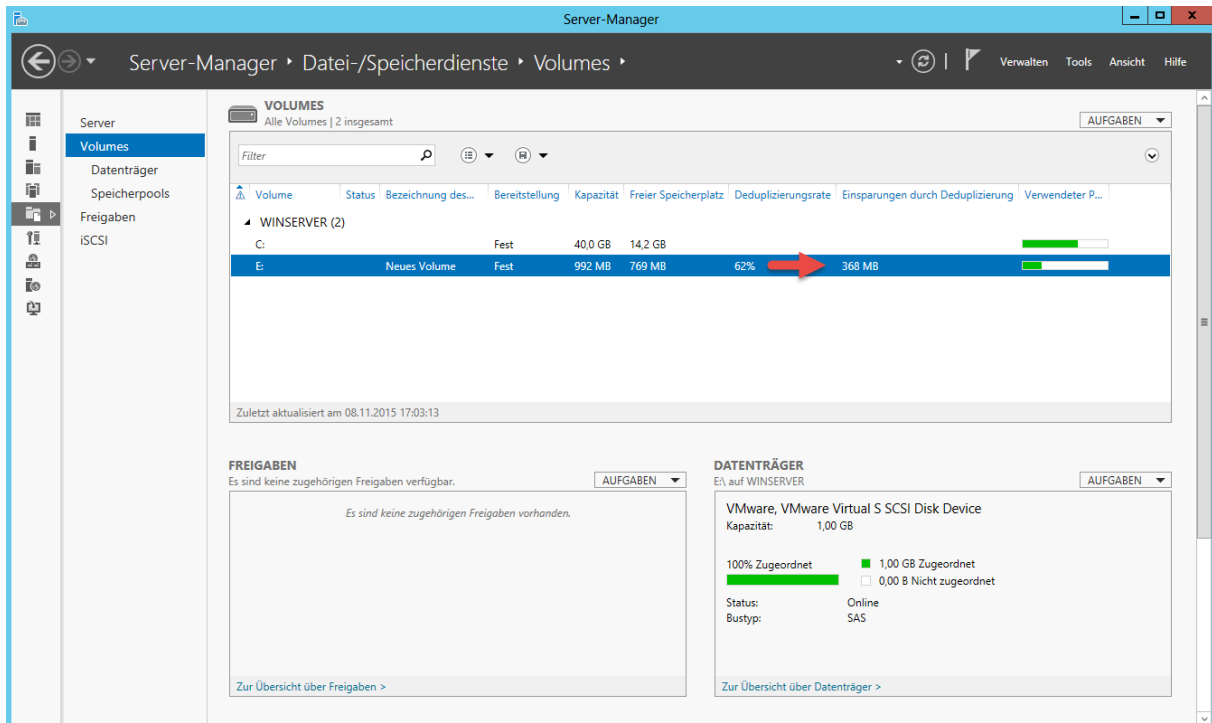 Server-Manager
Server-Manager • Datei-/Speicherdienste • Volumes •
Verwalten Tools Ansicht Hilfe
Server
Volumes
Datenträger
Speicherpools
Freigaben
iSCSI
VOLUMES
Alle Volumes | 2 insgesamt
AUFGABEN
Filter
Volume Status Bezeichnung des... Bereitstellung Kapazität Freier Speicherplatz Deduplizierungsrate Einsparungen durch Deduplizierung Verwendeter P...
WINSERVER (2)
C: Fest 40,0 GB 14,2 GB
E: Neues Volume Fest 992 MB 769 MB 62% 368 MB
Zuletzt aktualisiert am 08.11.2015 17:03:13
FREIGABEN
Es sind keine zugehörigen Freigaben verfügbar.
AUFGABEN
Es sind keine zugehörigen Freigaben vorhanden.
Zur Übersicht über Freigaben >
DATENTRÄGER
E:\ auf WINSERVER
AUFGABEN
VMware, VMware Virtual S SCSI Disk Device
Kapazität: 1,00 GB
100% Zugeordnet
1,00 GB Zugeordnet
0,00 B Nicht zugeordnet
Status: Online
Bustyp: SAS
Zur Übersicht über Datenträger >